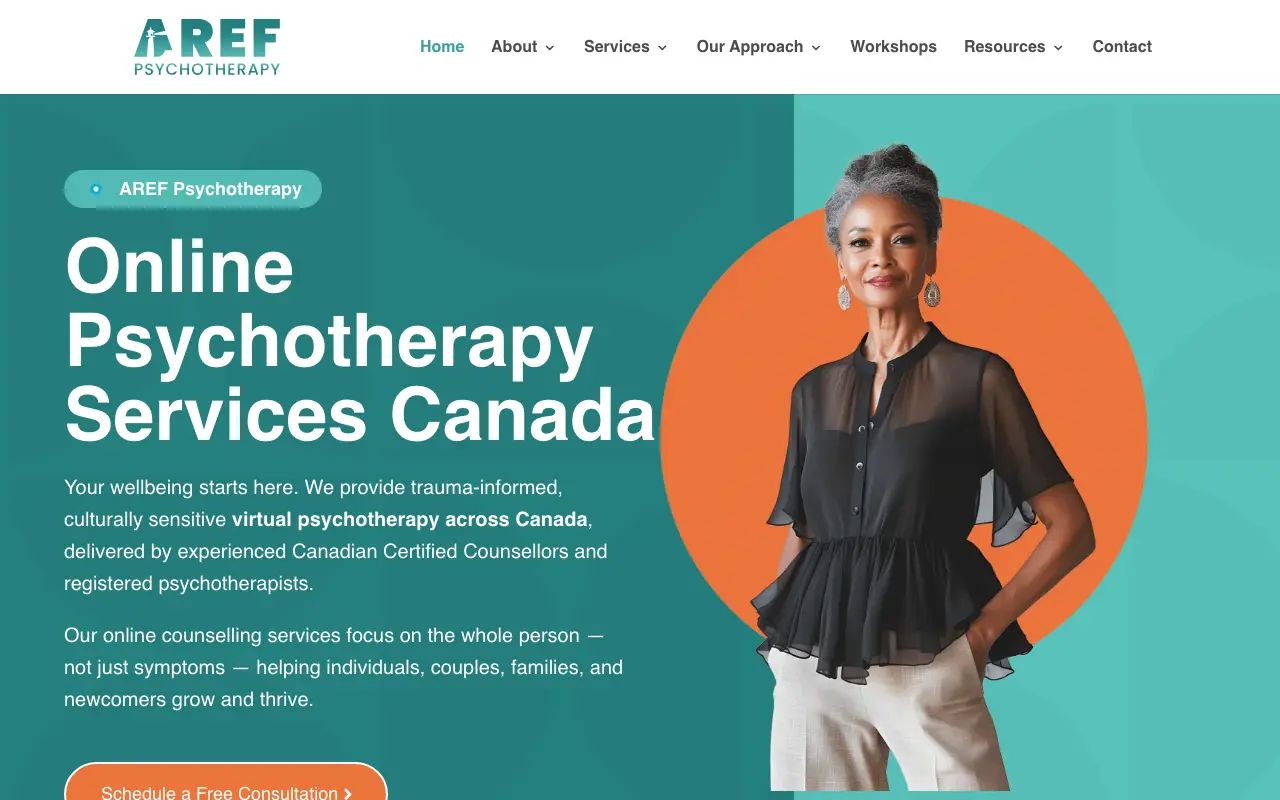 AREF
PSYCHOTHERAPY
Home
About
Services
Our Approach
Workshops
Resources
Contact
AREF Psychotherapy
Online
Psychotherapy
Services Canada
Your wellbeing starts here. We provide trauma-informed,
culturally sensitive virtual psychotherapy across Canada,
delivered by experienced Canadian Certified Counsellors and
registered psychotherapists.
Our online counselling services focus on the whole person —
not just symptoms — helping individuals, couples, families, and
newcomers grow and thrive.
Schedule a Free Consultation